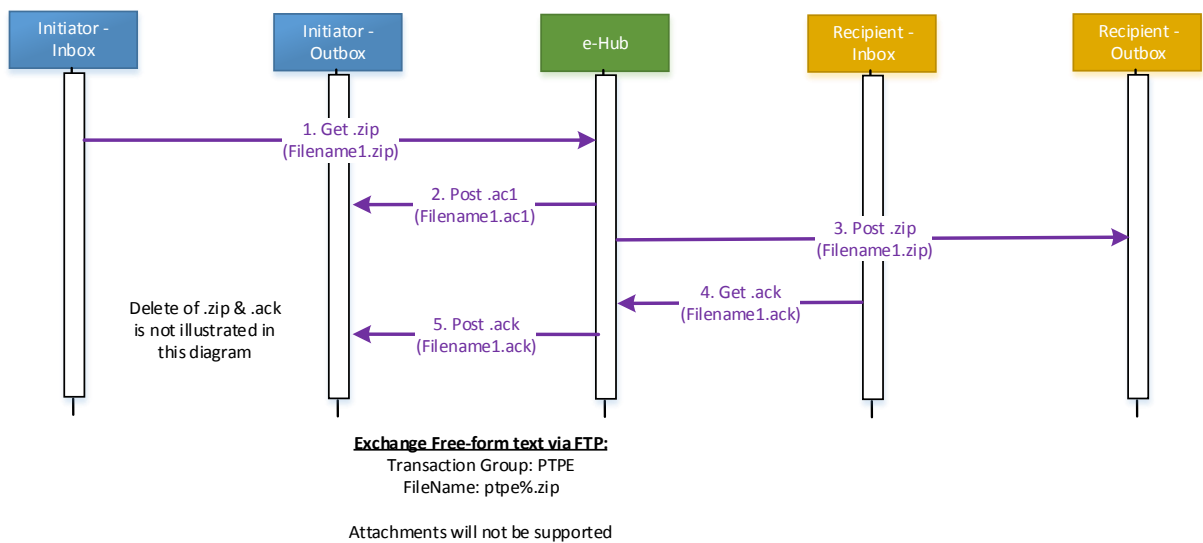 Initiator -
Inbox
Initiator -
Outbox
e-Hub
Recipient -
Inbox
Recipient -
Outbox
1. Get .zip
(Filename1.zip)
2. Post .ac1
(Filename1.ac1)
3. Post .zip
(Filename1.zip)
4. Get .ack
(Filename1.ack)
Delete of .zip & .ack
is not illustrated in
this diagram
5. Post .ack
(Filename1.ack)
Exchange Free-form text via FTP:
Transaction Group: PTPE
FileName: ptpe%.zip
Attachments will not be supported